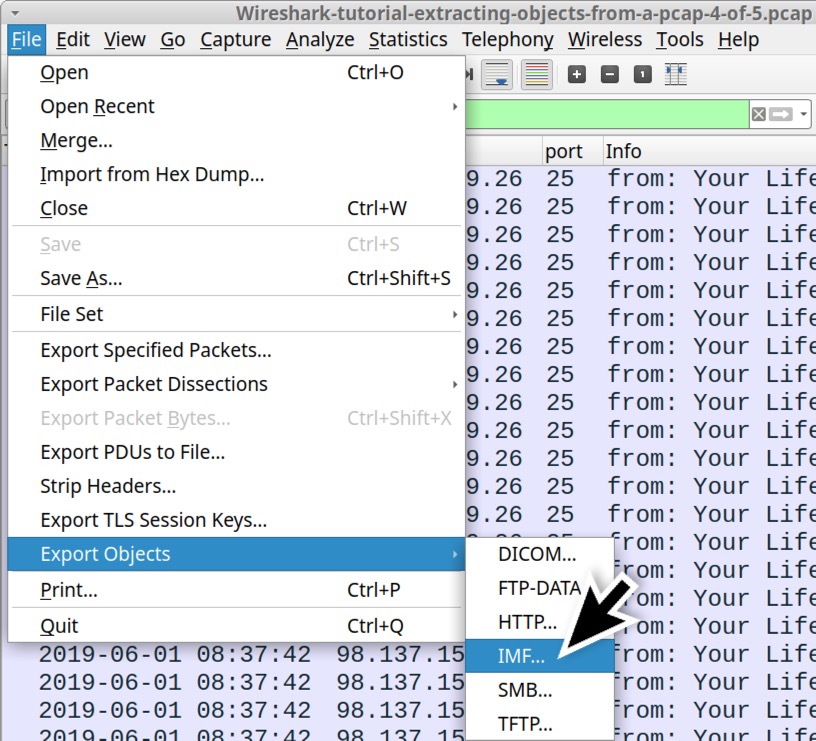 Wireshark-tutorial-extracting-objects-from-a-pcap-4-of-5.pcap
File Edit View Go Capture Analyze Statistics Telephony Wireless Tools Help
Open Ctrl+O
Open Recent
Merge...
Import from Hex Dump...
Close Ctrl+W
Save Ctrl+S
Save As... Ctrl+Shift+S
File Set
Export Specified Packets...
Export Packet Dissections
Export Packet Bytes... Ctrl+Shift+X
Export PDUs to File...
Strip Headers...
Export TLS Session Keys...
Export Objects
Print... Ctrl+P
Quit Ctrl+Q
DICOM...
FTP-DATA
HTTP...
IMF...
SMB...
TFTP...
port Info
9.26 25 from: Your Life
9.26 25 from: Your Life
9.26 25 from: Your Life
9.26 25 from: Your Life
9.26 25 from: Your Life
9.26 25 from: Your Life
9.26 25 from: Your Life
9.26 25 from: Your Life
9.26 25 from: Your Life
9.26 25 from: Your Life
9.26 25 from: Your Life
9.26 25 from: Your Life
9.26 25 from: Your Life
from: Your Life
from: Your Life
from: Your Life
from: Your Life
2019-06-01 08:37:42 98.137.15 from: Your Life
2019-06-01 08:37:42 98.137.15 from: Your Life
2019-06-01 08:37:42 98.137.15 from: Your Life
2019-06-01 08:37:42 98.137.15 from: Your Life